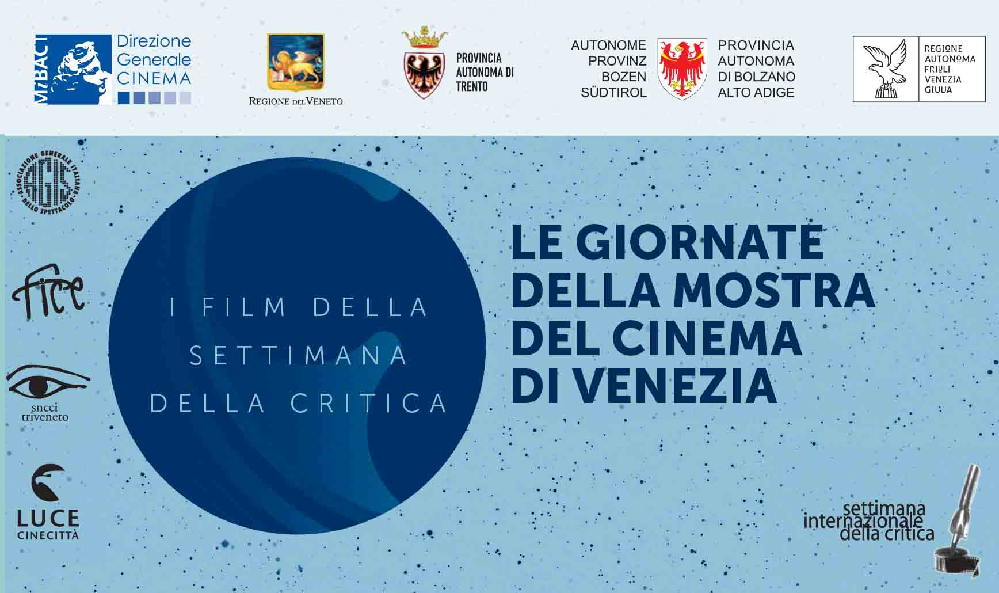 MiBACT
Direzione
Generale
CINEMA
REGIONE DEL VENETO
PROVINCIA
AUTONOMA DI
TRENTO
AUTONOME
PROVINZ
BOZEN
SÜDTIROL
PROVINCIA
AUTONOMA
DI BOLZANO
ALTO ADIGE
REGIONE
AUTONOMA
FRIULI
VENEZIA
GIULIA
ASSOCIAZIONE GENERALE ITALIANA
DELLO SPETTACOLO
AGIS
fice
sncci
triveneto
LUCE
CINECITTÀ
I FILM DELLA
SETTIMANA
DELLA CRITICA
LE GIORNATE
DELLA MOSTRA
DEL CINEMA
DI VENEZIA
settimana
internazionale
della critica